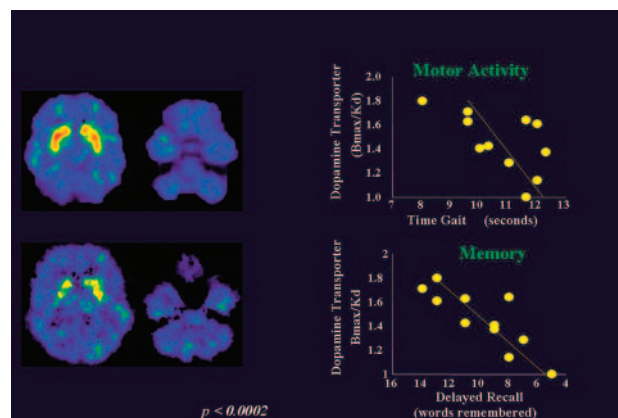 Motor Activity
Dopamine Transporter
(Bmax/Kd)
2.0
1.8
1.6
1.4
1.2
1.0
7 8 9 10 11 12 13
Time Gait (seconds)
Memory
Dopamine Transporter
Bmax/Kd
2
1.8
1.6
1.4
1.2
1
16 14 12 10 8 6 4
Delayed Recall
(words remembered)
p < 0.0002